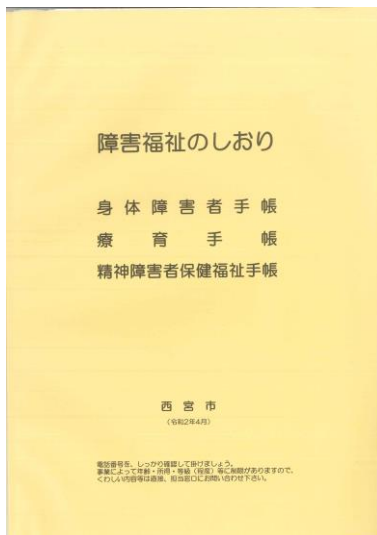 障害福祉のしおり
身体障害者手帳
療育手帳
精神障害者保健福祉手帳
西宮市
（令和2年4月）
電話番号を、しっかり確認して掛けましょう。
事業によって年齢・所得・等級（程度）等に制限がありますので、
くわしい内容等は直接、担当窓口にお問い合わせ下さい。